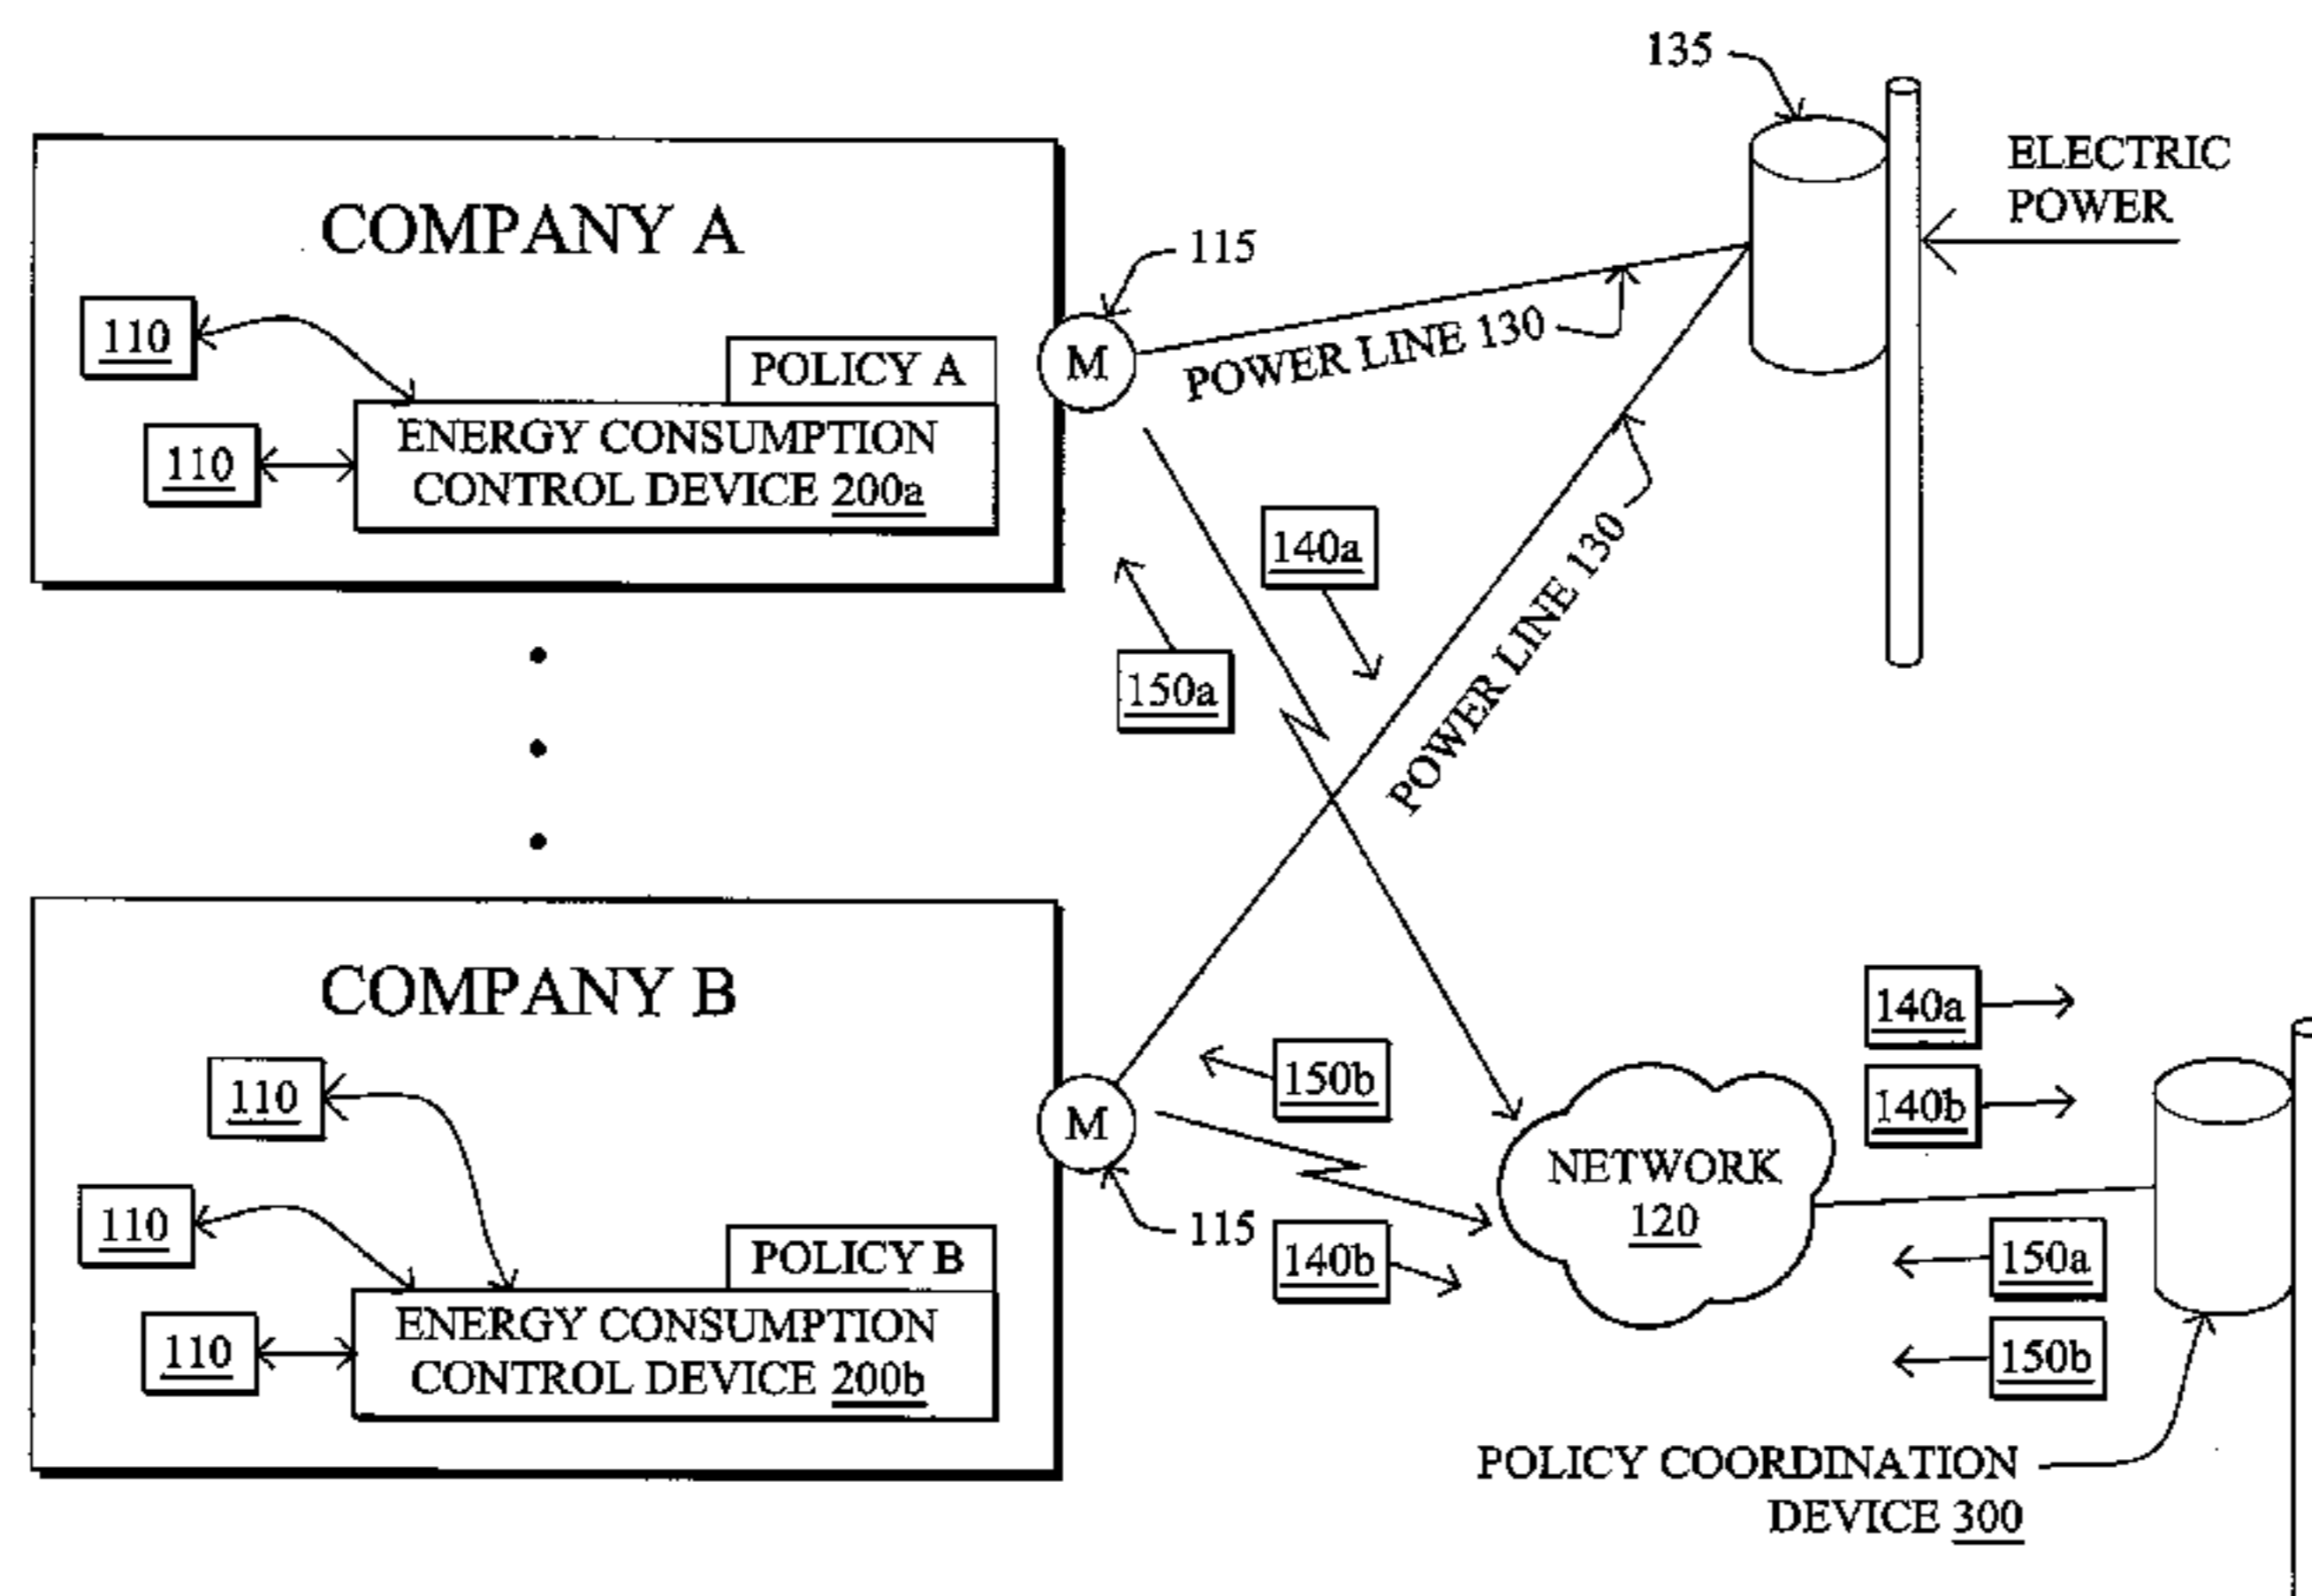 135
ELECTRIC
POWER
COMPANY A
115
110
POLICY A
M
POWER LINE 130
110
ENERGY CONSUMPTION
CONTROL DEVICE 200a
140a
POWER LINE 130
150a
COMPANY B
140a
150b
140b
110
M
NETWORK
120
110
115
POLICY B
140b
150a
110
ENERGY CONSUMPTION
CONTROL DEVICE 200b
150b
POLICY COORDINATION
DEVICE 300